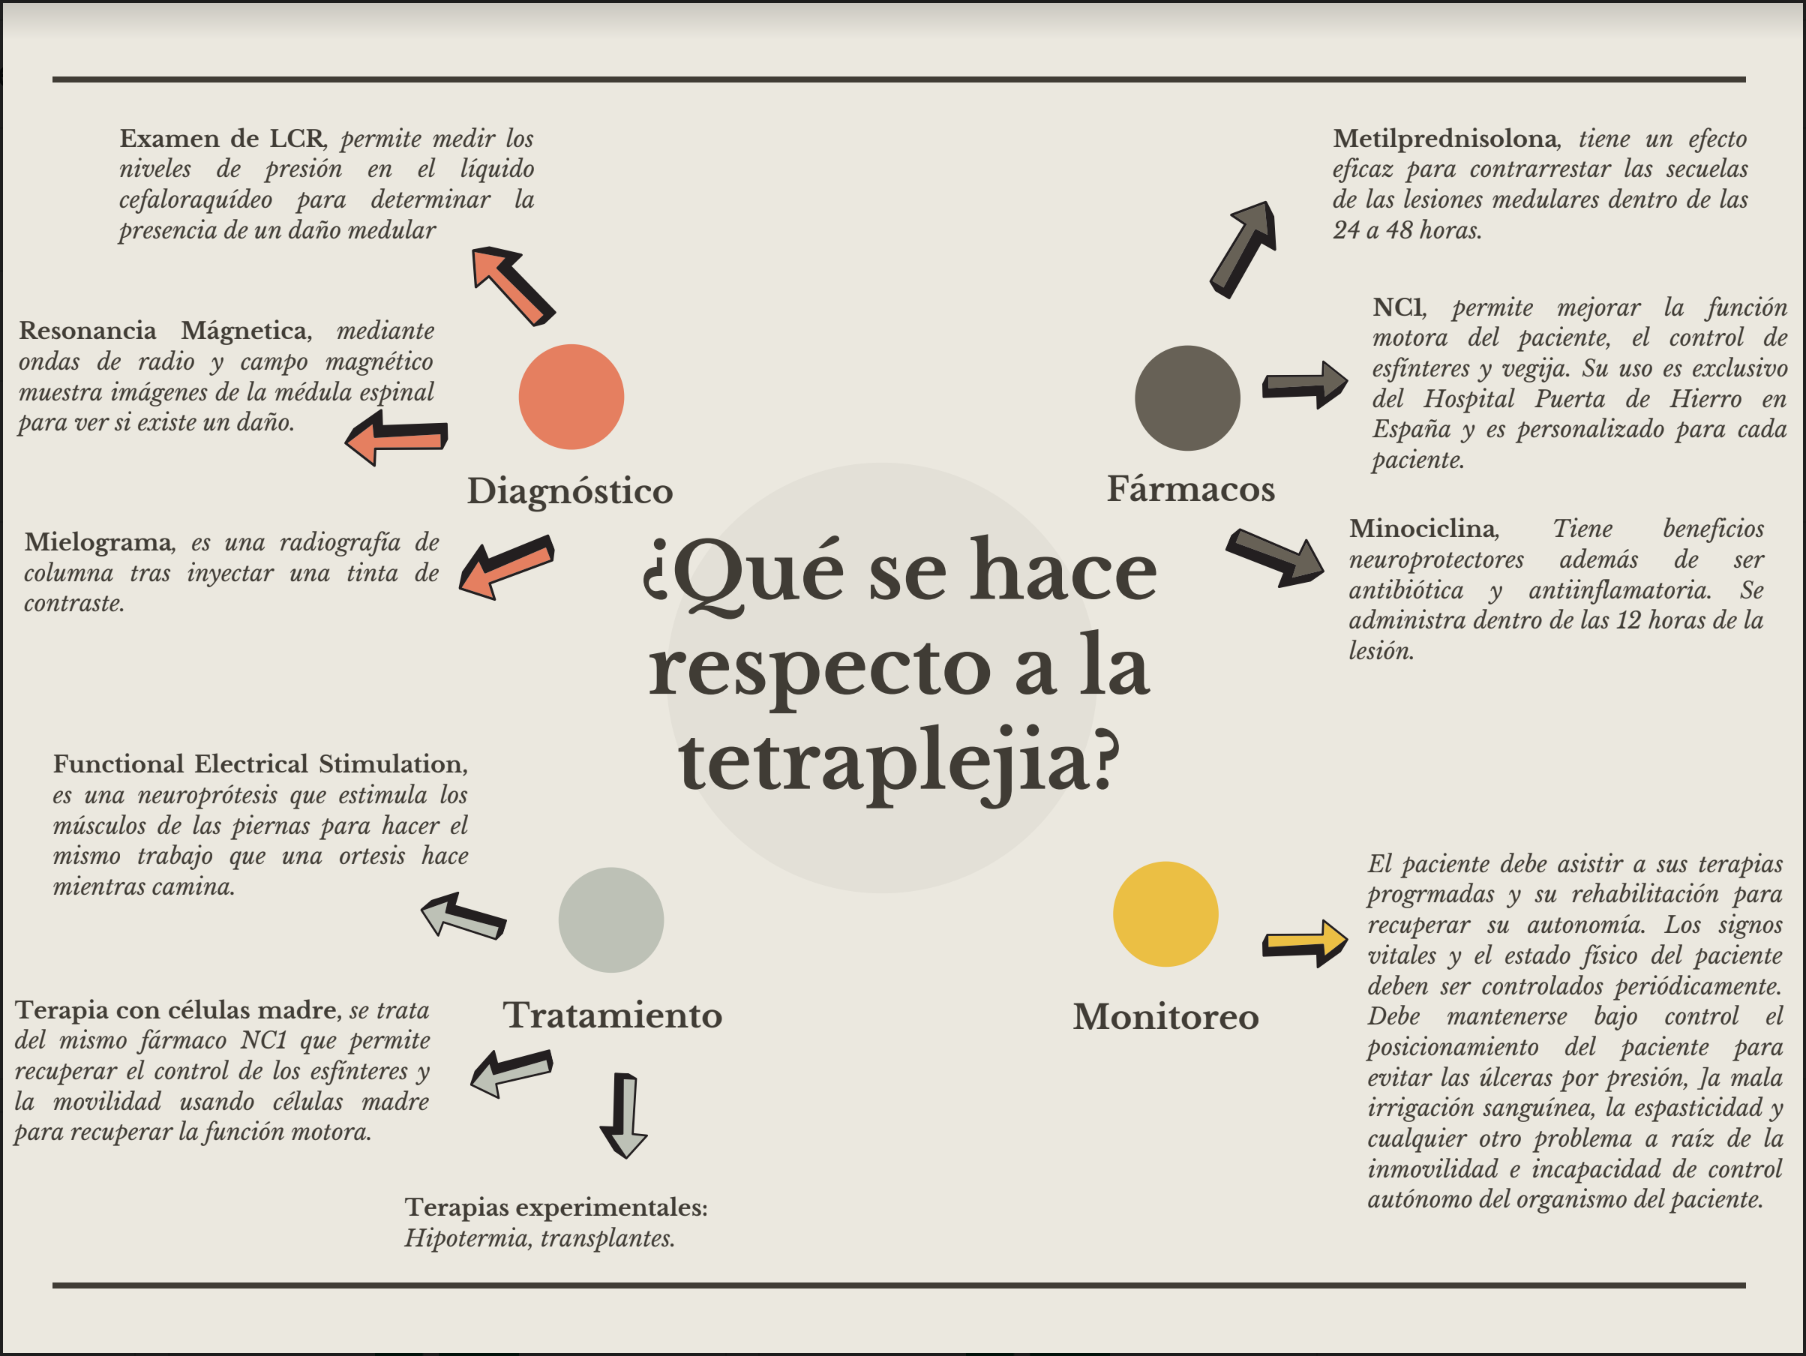 Examen de LCR, permite medir los
niveles de presión en el líquido
cefaloraquídeo para determinar la
presencia de un daño medular
Resonancia Mágnetica, mediante
ondas de radio y campo magnético
muestra imágenes de la médula espinal
para ver si existe un daño.
Mielograma, es una radiografía de
columna tras inyectar una tinta de
contraste.
Diagnóstico
Metilprednisolona, tiene un efecto
eficaz para contrarrestar las secuelas
de las lesiones medulares dentro de las
24 a 48 horas.
NC1, permite mejorar la función
motora del paciente, el control de
esfínteres y vegija. Su uso es exclusivo
del Hospital Puerta de Hierro en
España y es personalizado para cada
paciente.
Minociclina, Tiene beneficios
neuroprotectores además de ser
antibiótica y antiinflamatoria. Se
administra dentro de las 12 horas de la
lesión.
Fármacos
¿Qué se hace
respecto a la
tetraplejia?
Functional Electrical Stimulation,
es una neuroprótesis que estimula los
músculos de las piernas para hacer el
mismo trabajo que una ortesis hace
mientras camina.
Terapia con células madre, se trata
del mismo fármaco NC1 que permite
recuperar el control de los esfínteres y
la movilidad usando células madre
para recuperar la función motora.
Tratamiento
Terapias experimentales:
Hipotermia, transplantes.
Monitoreo
El paciente debe asistir a sus terapias
progrmadas y su rehabilitación para
recuperar su autonomía. Los signos
vitales y el estado físico del paciente
deben ser controlados periódicamente.
Debe mantenerse bajo control el
posicionamiento del paciente para
evitar las úlceras por presión, ]a mala
irrigación sanguínea, la espasticidad y
cualquier otro problema a raíz de la
inmovilidad e incapacidad de control
autónomo del organismo del paciente.